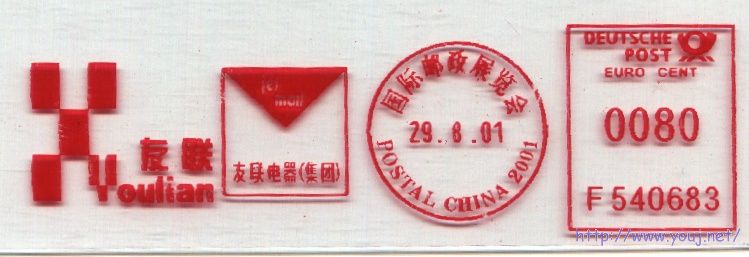 友联
Youlian
mail
友联电器(集团)
国际邮政展览会
29.8.01
POSTAL CHINA 2001
DEUTSCHE
POST
EURO CENT
0080
F 540683
http://www.youj.net/